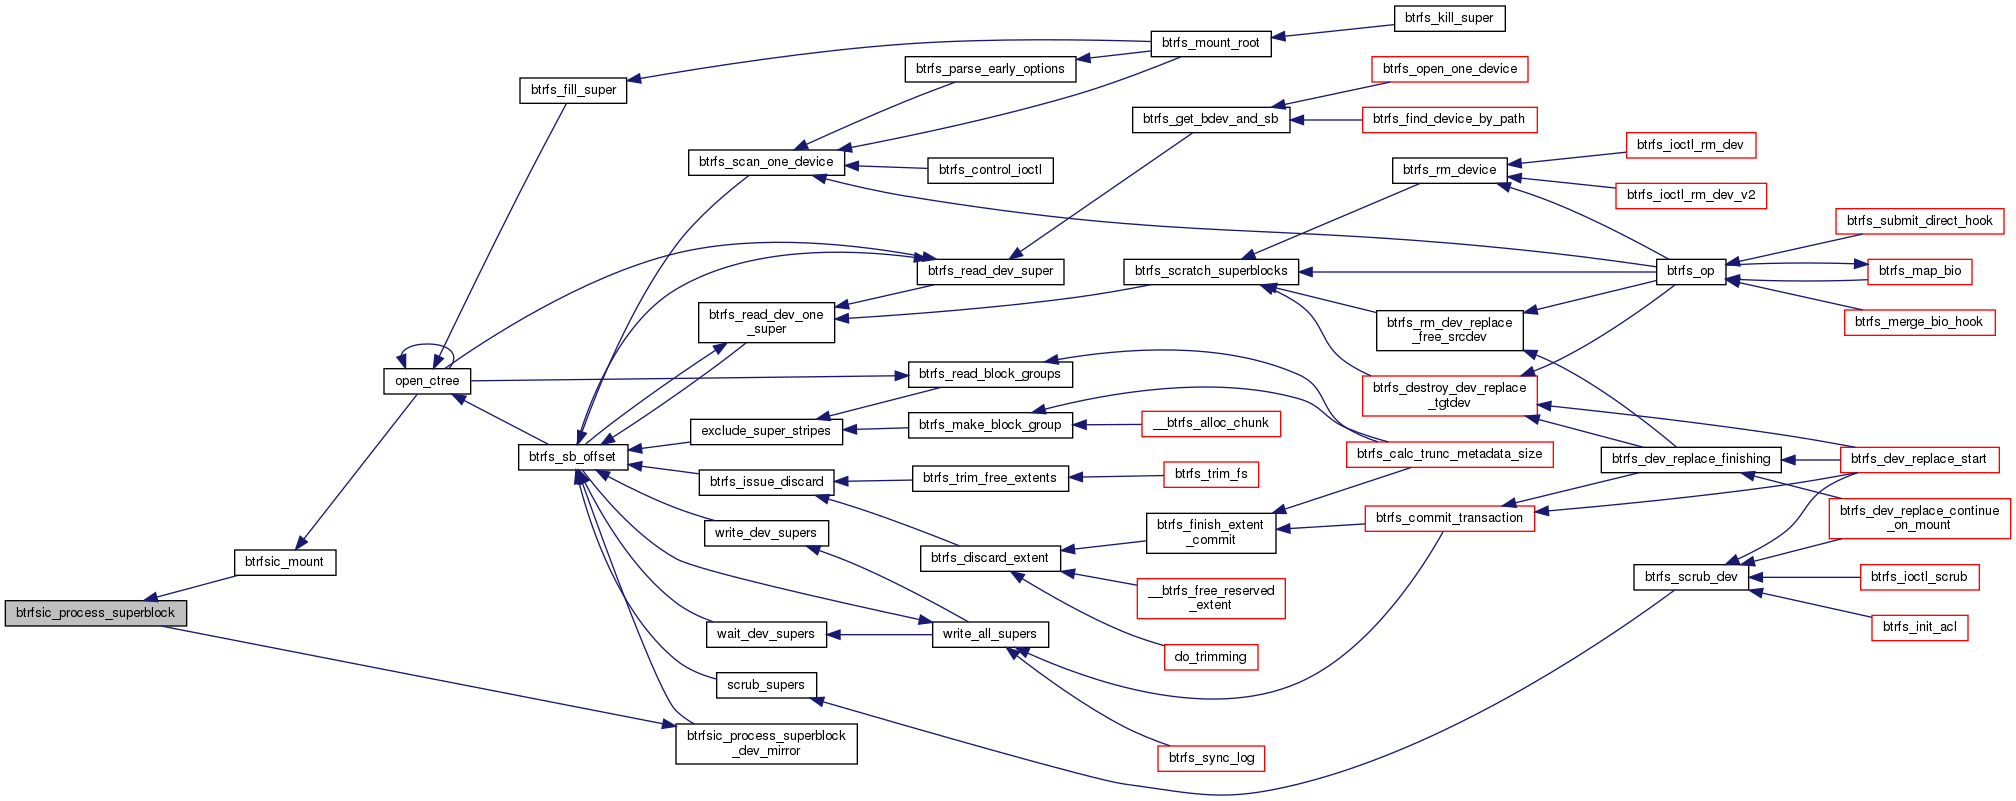 btrfs_kill_super
btrfs_mount_root
btrfs_parse_early_options
btrfs_open_one_device
btrfs_fill_super
btrfs_get_bdev_and_sb
btrfs_find_device_by_path
btrfs_ioctl_rm_dev
btrfs_scan_one_device
btrfs_control_ioctl
btrfs_rm_device
btrfs_ioctl_rm_dev_v2
btrfs_submit_direct_hook
btrfs_read_dev_super
btrfs_scratch_superblocks
btrfs_op
btrfs_map_bio
btrfs_read_dev_one
_super
btrfs_rm_dev_replace
_free_srcdev
btrfs_merge_bio_hook
open_ctree
btrfs_read_block_groups
btrfs_destroy_dev_replace
_tgtdev
exclude_super_stripes
btrfs_make_block_group
__btrfs_alloc_chunk
btrfs_sb_offset
btrfs_calc_trunc_metadata_size
btrfs_dev_replace_finishing
btrfs_dev_replace_start
btrfs_issue_discard
btrfs_trim_free_extents
btrfs_trim_fs
write_dev_supers
btrfs_finish_extent
_commit
btrfs_commit_transaction
btrfs_dev_replace_continue
_on_mount
btrfsic_mount
btrfs_discard_extent
btrfs_scrub_dev
btrfs_ioctl_scrub
btrfsic_process_superblock
__btrfs_free_reserved
_extent
wait_dev_supers
write_all_supers
btrfs_init_acl
do_trimming
scrub_supers
btrfsic_process_superblock
_dev_mirror
btrfs_sync_log